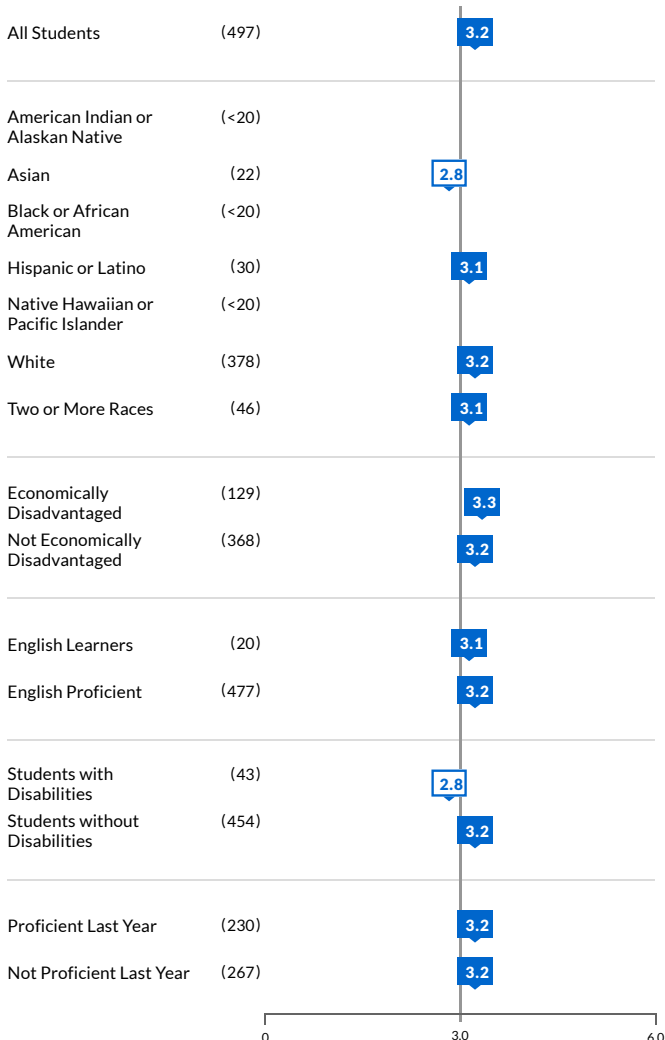 All Students (497) 3.2
American Indian or (<20)
Alaskan Native
Asian (22) 2.8
Black or African (<20)
American
Hispanic or Latino (30) 3.1
Native Hawaiian or (<20)
Pacific Islander
White (378) 3.2
Two or More Races (46) 3.1
Economically (129) 3.3
Disadvantaged
Not Economically (368) 3.2
Disadvantaged
English Learners (20) 3.1
English Proficient (477) 3.2
Students with (43) 2.8
Disabilities
Students without (454) 3.2
Disabilities
Proficient Last Year (230) 3.2
Not Proficient Last Year (267) 3.2
0 3.0 6.0